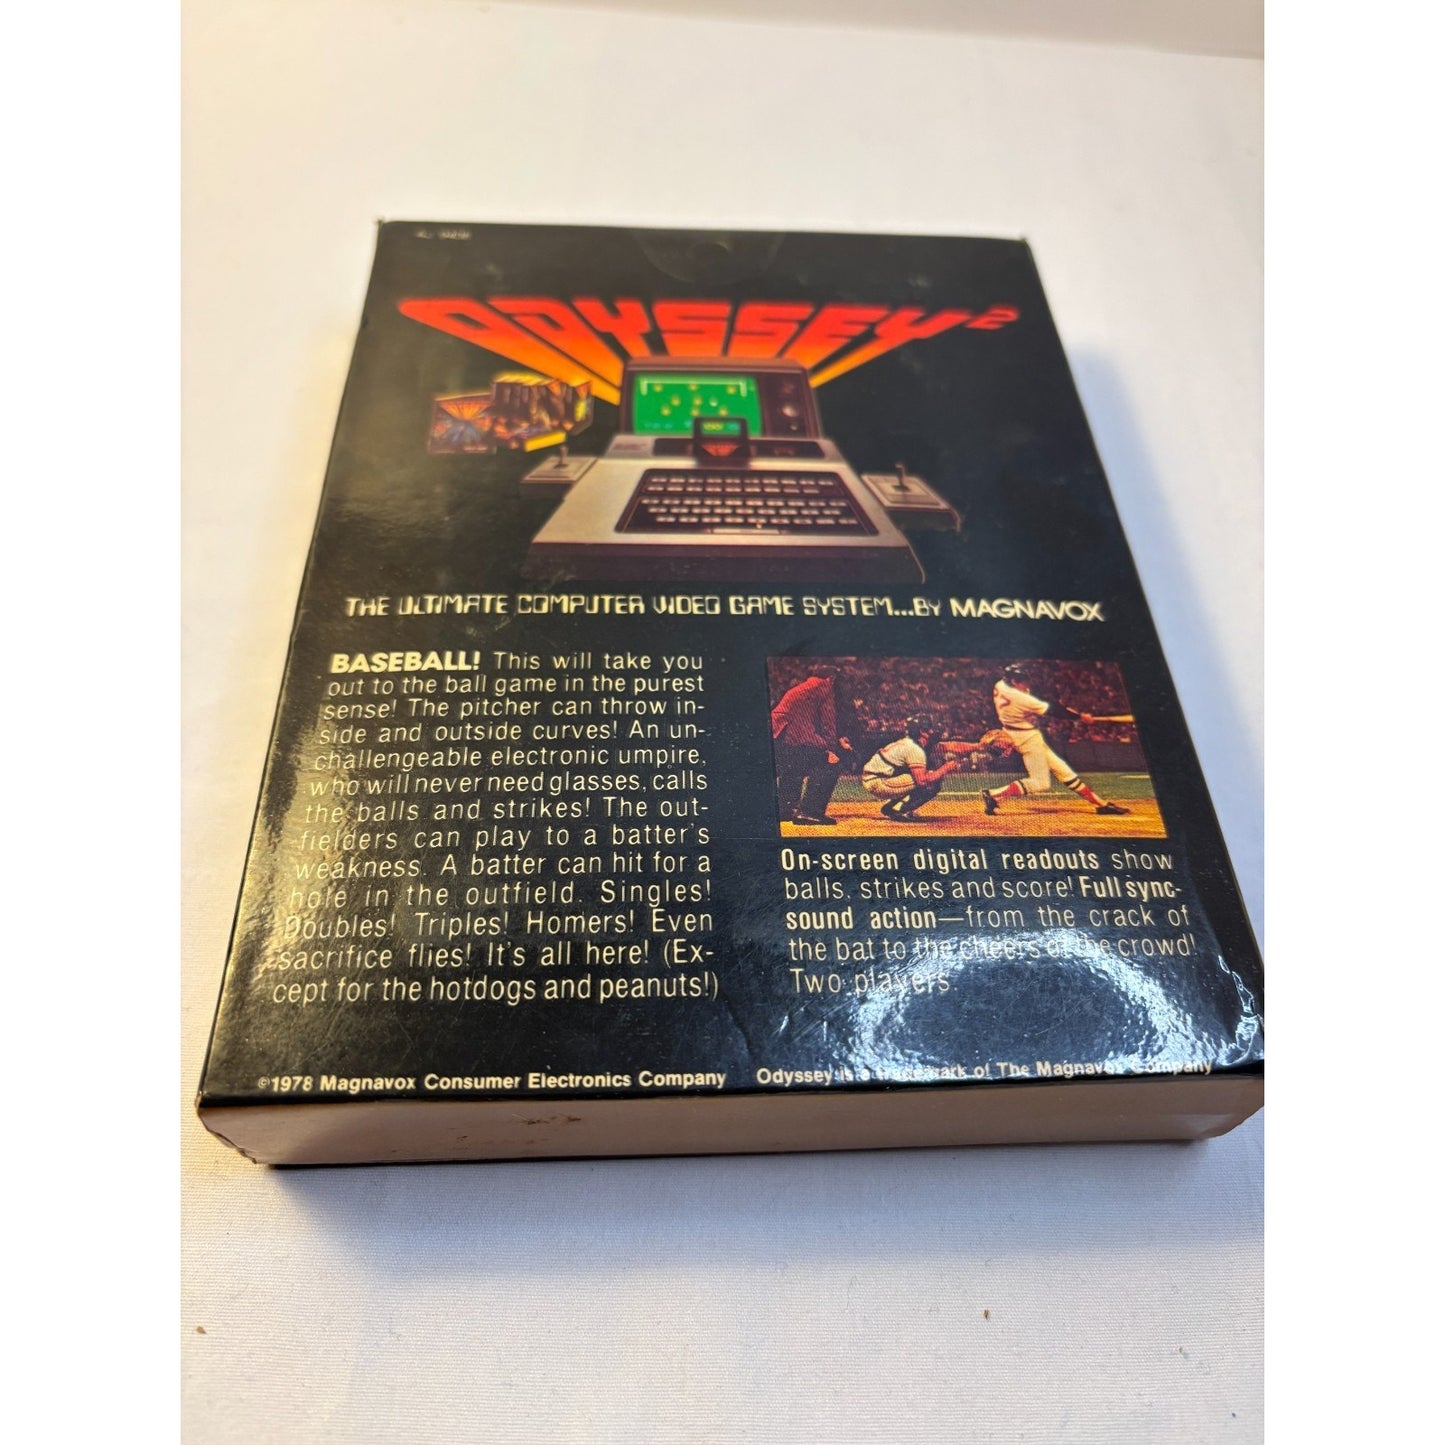 ODYSSEY²
THE ULTIMATE COMPUTER VIDEO GAME SYSTEM...BY MAGNAVOX
BASEBALL! This will take you
out to the ball game in the purest
sense! The pitcher can throw in-
side and outside curves! An un-
challengeable electronic umpire,
who will never need glasses, calls
the balls and strikes! The out-
fielders can play to a batter's
weakness. A batter can hit for a
hole in the outfield. Singles!
Doubles! Triples! Homers! Even
sacrifice flies! It's all here! (Ex-
cept for the hotdogs and peanuts!)
On-screen digital readouts show
balls, strikes and score! Full sync-
sound action—from the crack of
the bat to the cheers of the crowd!
Two players.
©1978 Magnavox Consumer Electronics Company
Odyssey is a trademark of The Magnavox Company